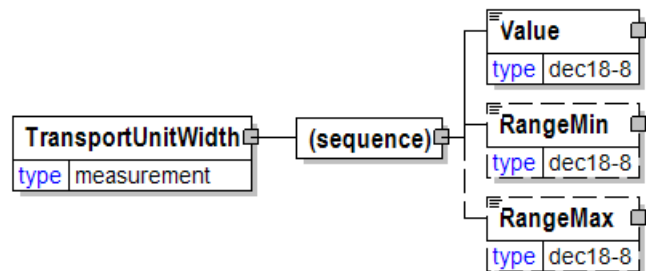 Value
type dec18-8
TransportUnitWidth
type measurement
(sequence)
RangeMin
type dec18-8
RangeMax
type dec18-8